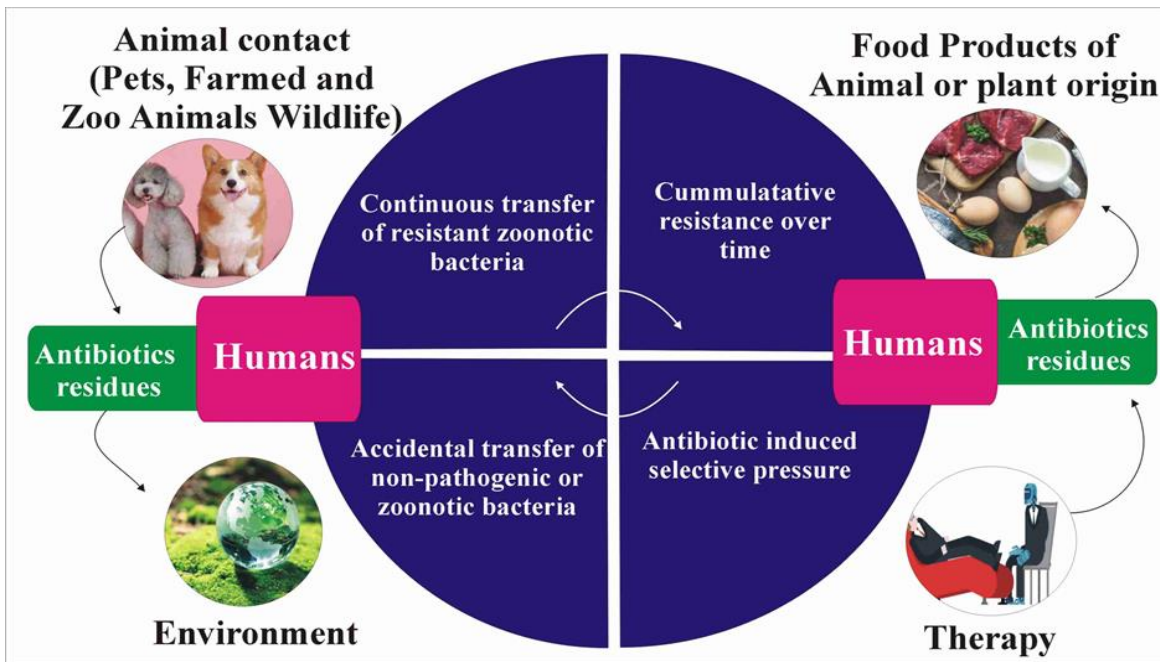 Animal contact
(Pets, Farmed and
Zoo Animals Wildlife)
Food Products of
Animal or plant origin
Continuous transfer
of resistant zoonotic
bacteria
Cummulatative
resistance over
time
Antibiotics
residues
Humans
Humans
Antibiotics
residues
Accidental transfer of
non-pathogenic or
zoonotic bacteria
Antibiotic induced
selective pressure
Environment
Therapy